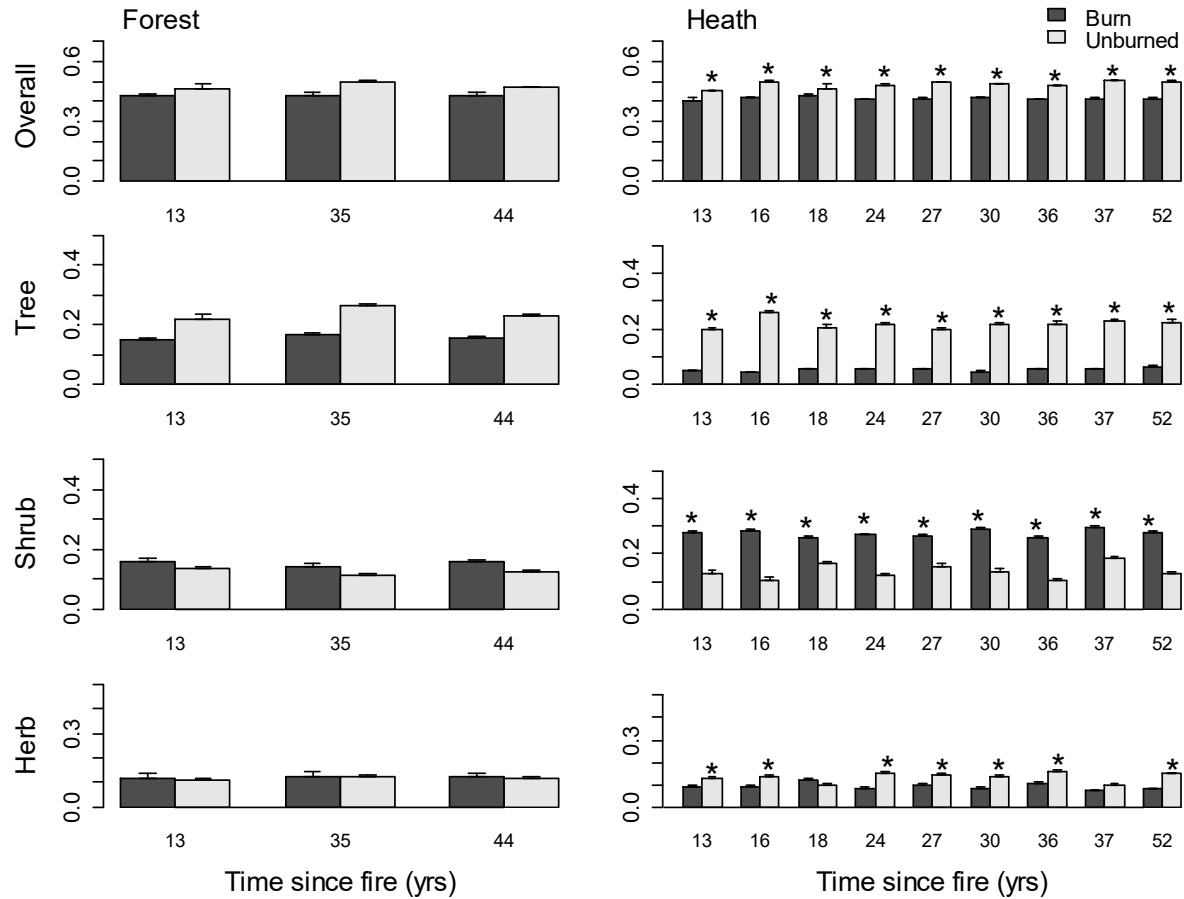 Forest
Heath
Burn
Unburned
Overall
0.0 0.3 0.6
0.0 0.3 0.6
* * * * * * * * *
13 35 44
13 16 18 24 27 30 36 37 52
Tree
0.0 0.2 0.4
0.0 0.2 0.4
* * * * * * * * *
13 35 44
13 16 18 24 27 30 36 37 52
Shrub
0.0 0.2 0.4
0.0 0.2 0.4
* * * * * * * * *
13 35 44
13 16 18 24 27 30 36 37 52
Herb
0.0 0.3
0.0 0.3
* * * * * * *
13 35 44
13 16 18 24 27 30 36 37 52
Time since fire (yrs)
Time since fire (yrs)